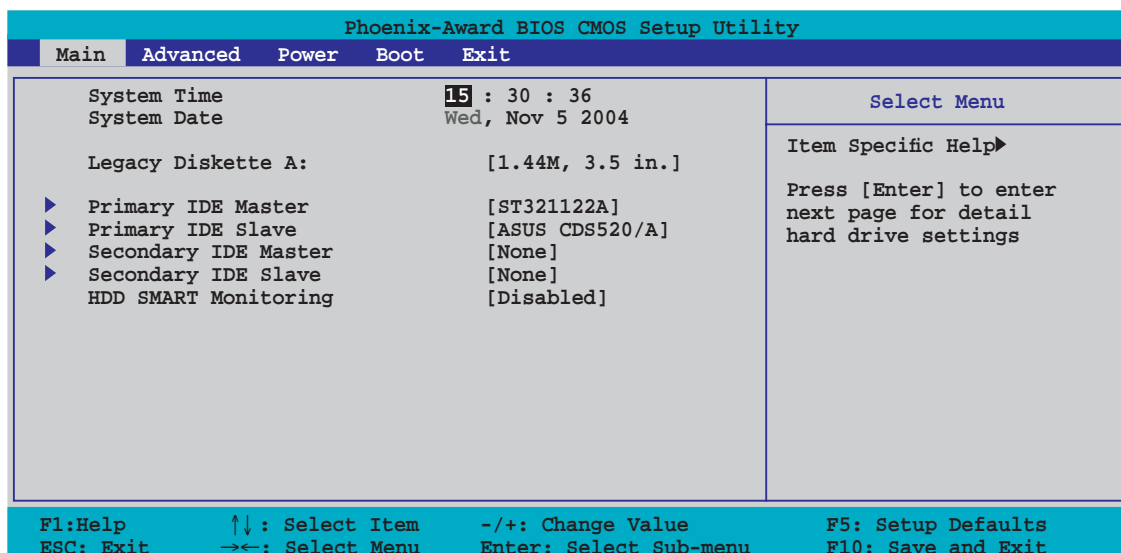 Phoenix-Award BIOS CMOS Setup Utility
Main Advanced Power Boot Exit
System Time 15 : 30 : 36
System Date Wed, Nov 5 2004
Legacy Diskette A: [1.44M, 3.5 in.]
Primary IDE Master [ST321122A]
Primary IDE Slave [ASUS CDS520/A]
Secondary IDE Master [None]
Secondary IDE Slave [None]
HDD SMART Monitoring [Disabled]
Select Menu
Item Specific Help
Press [Enter] to enter
next page for detail
hard drive settings
F1:Help ↑↓: Select Item -/+: Change Value F5: Setup Defaults
ESC: Exit →←: Select Menu Enter: Select Sub-menu F10: Save and Exit